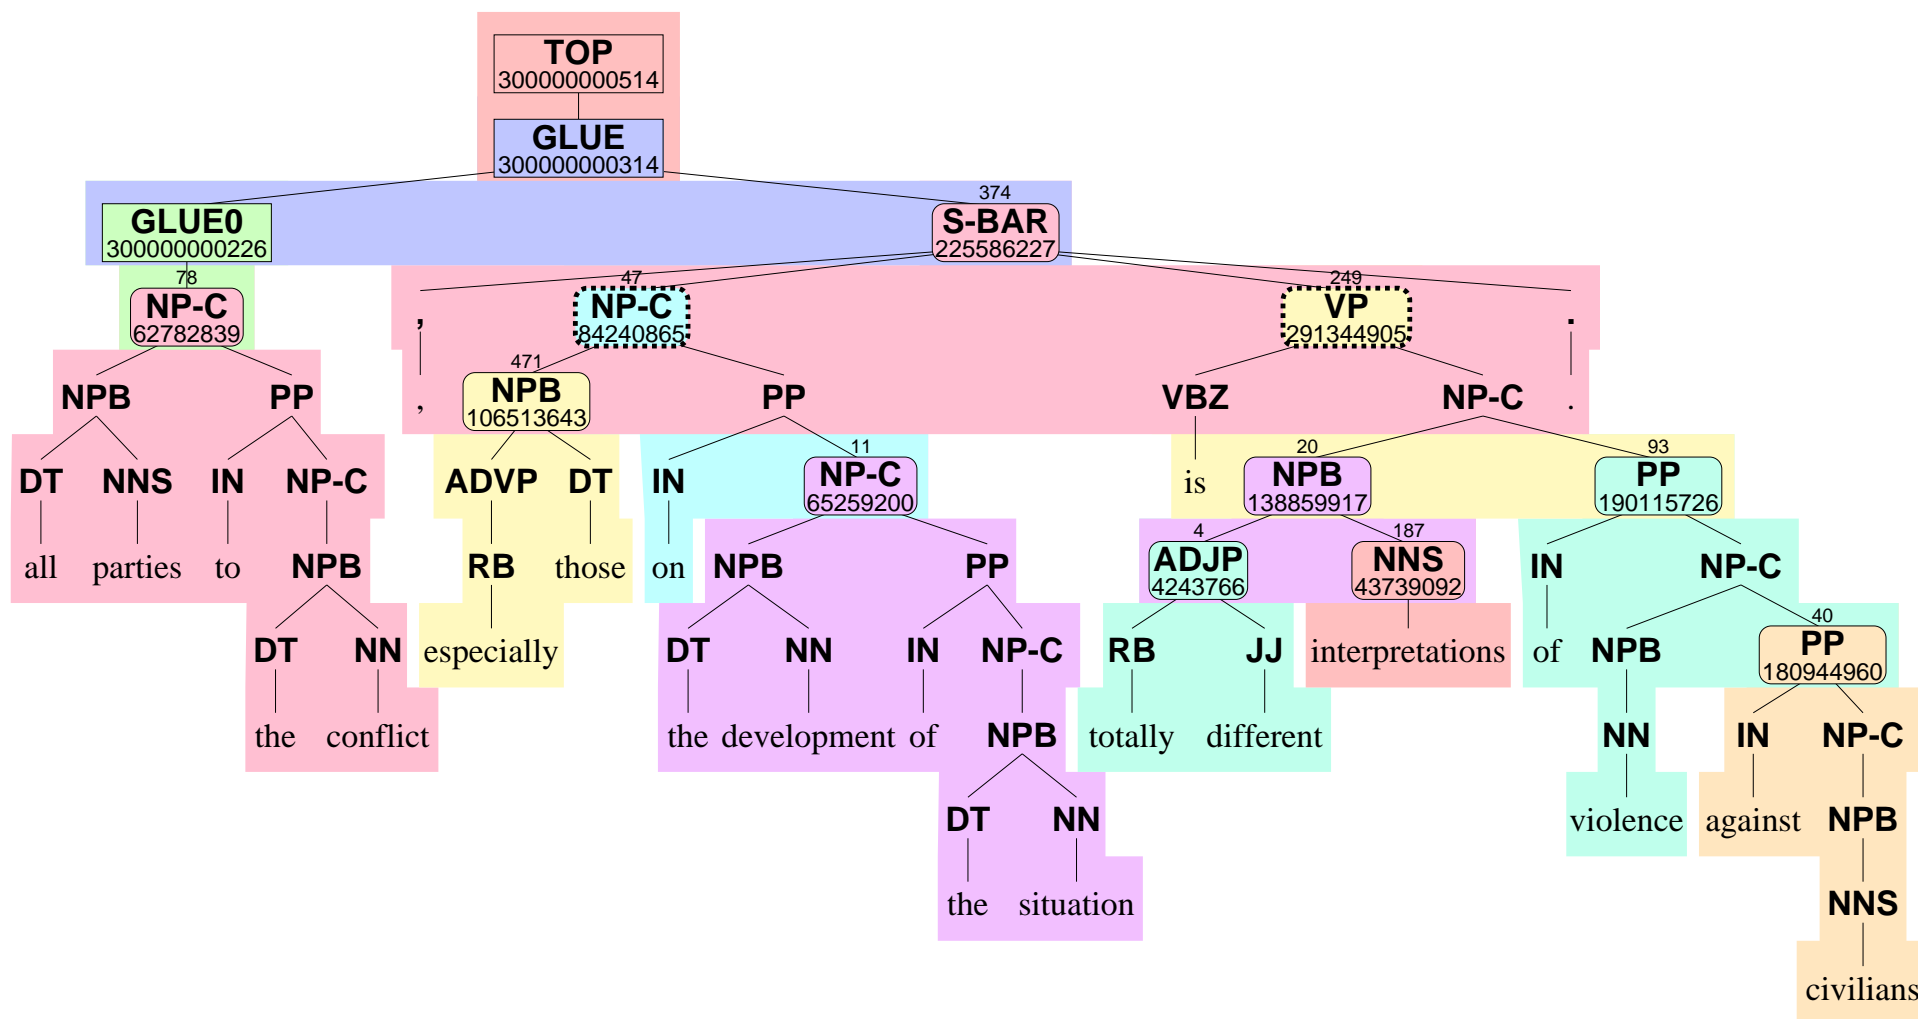 TOP
300000000514
GLUE
300000000314
374
GLUE0 S-BAR
300000000226 225586227
78 47 249
NP-C , NP-C VP .
62782839 84240865 291344905
471
NPB PP , NPB PP VBZ NP-C .
106513643
11 20 93
DT NNS IN NP-C ADVP DT IN NP-C is NPB PP
65259200 138859917 190115726
4 187
all parties to NPB RB those on NPB PP ADJP NNS IN NP-C
4243766 43739092
40
DT NN especially DT NN IN NP-C RB JJ interpretations of NPB PP
180944960
the conflict the development of NPB totally different NN IN NP-C
DT NN violence against NPB
the situation NNS
civilians